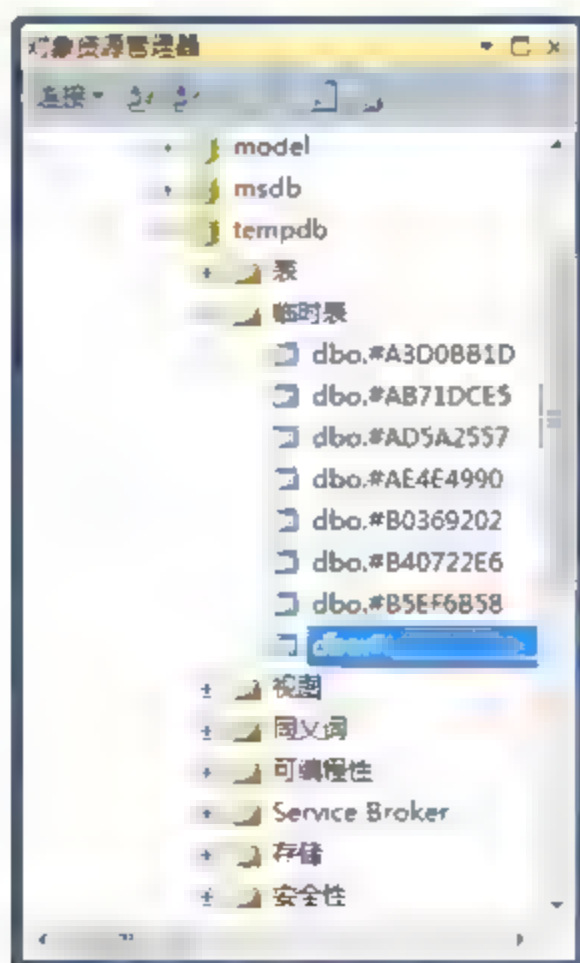 对象资源管理器
连接
model
msdb
tempdb
表
临时表
dbo.#A3D0BB1D
dbo.#AB71DCE5
dbo.#AD5A2557
dbo.#AE4E4990
dbo.#B0369202
dbo.#B40722E6
dbo.#B5EF6B58
视图
同义词
可编程性
Service Broker
存储
安全性